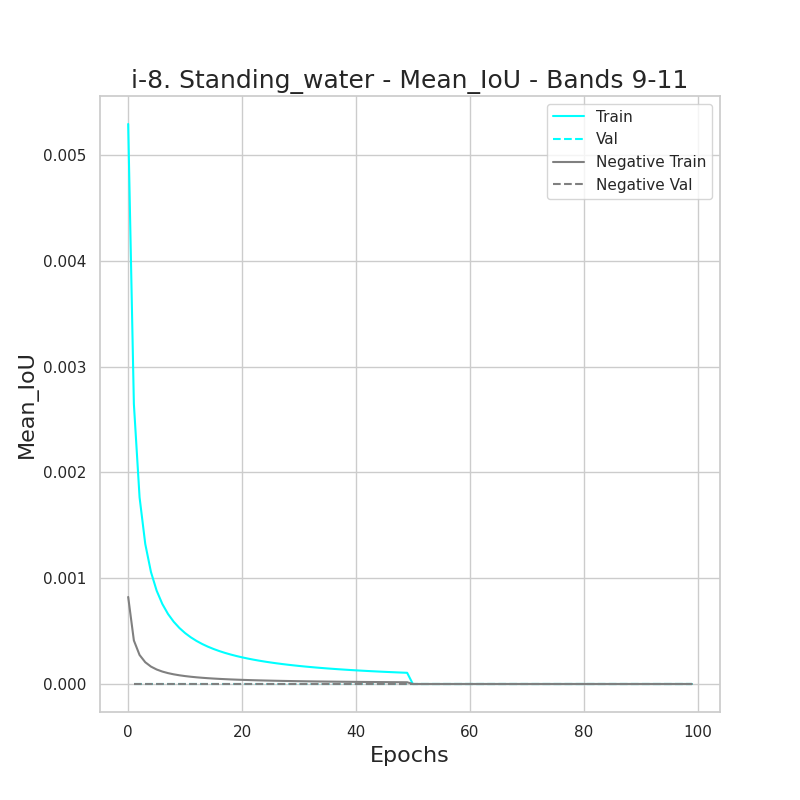 i-8. Standing_water - Mean_IoU - Bands 9-11
Train
Val
Negative Train
Negative Val
0.005
0.004
0.003
0.002
0.001
0.000
Mean_IoU
0 20 40 60 80 100
Epochs